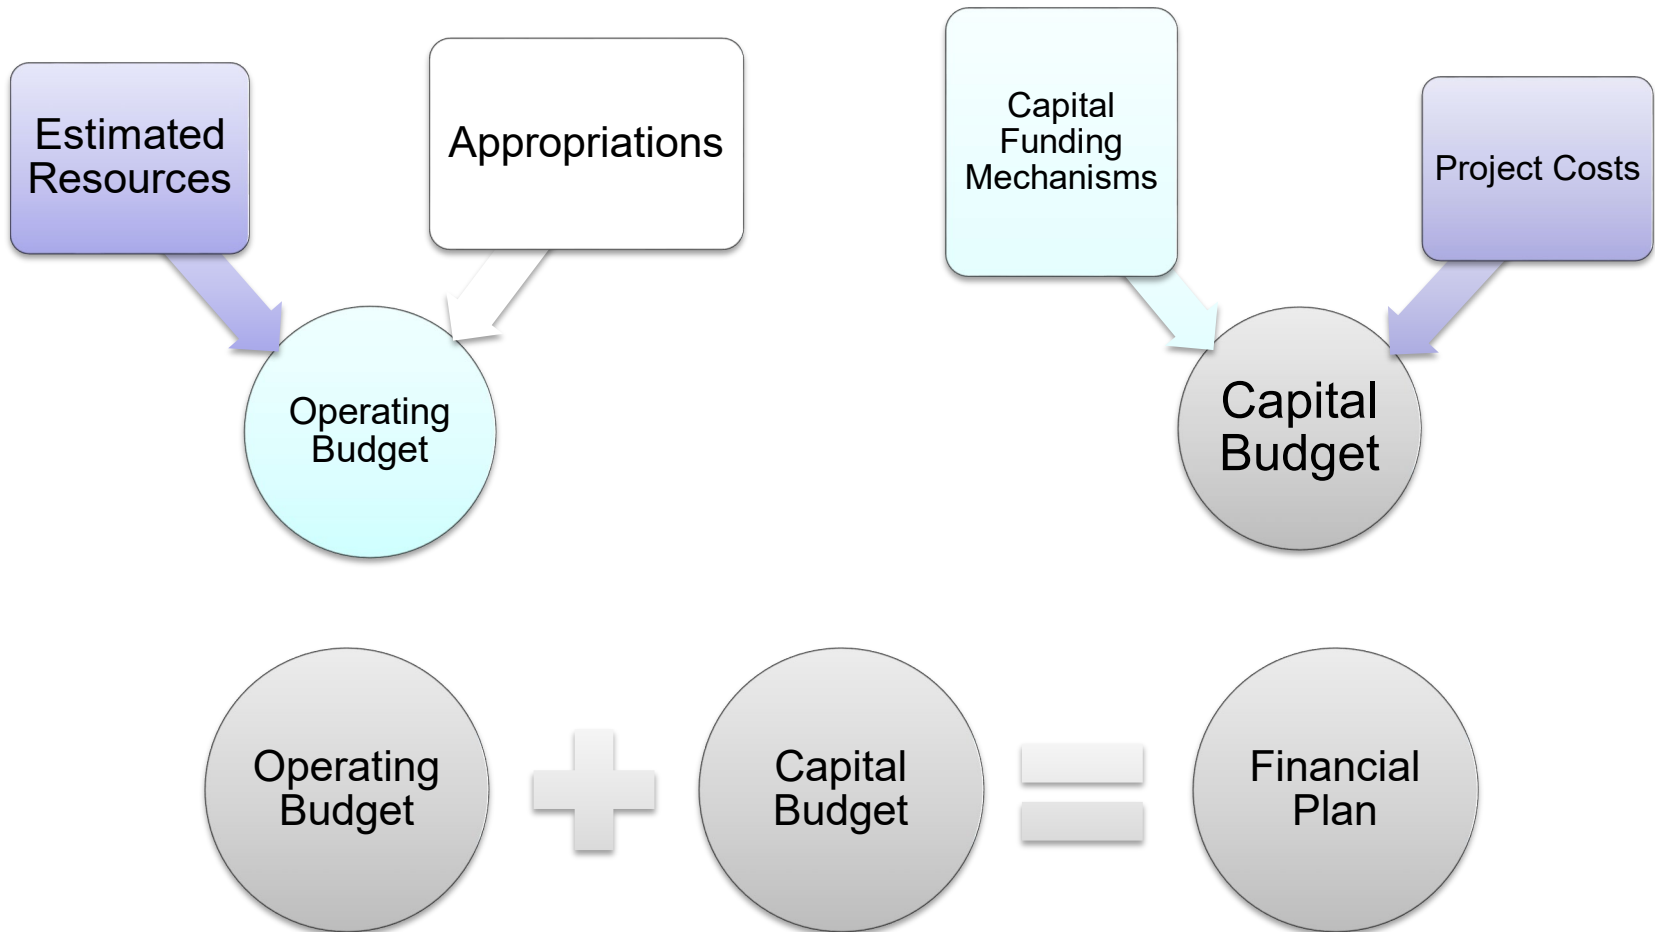 Estimated
Resources
Appropriations
Capital
Funding
Mechanisms
Project Costs
Operating
Budget
Capital
Budget
Operating
Budget
Capital
Budget
Financial
Plan